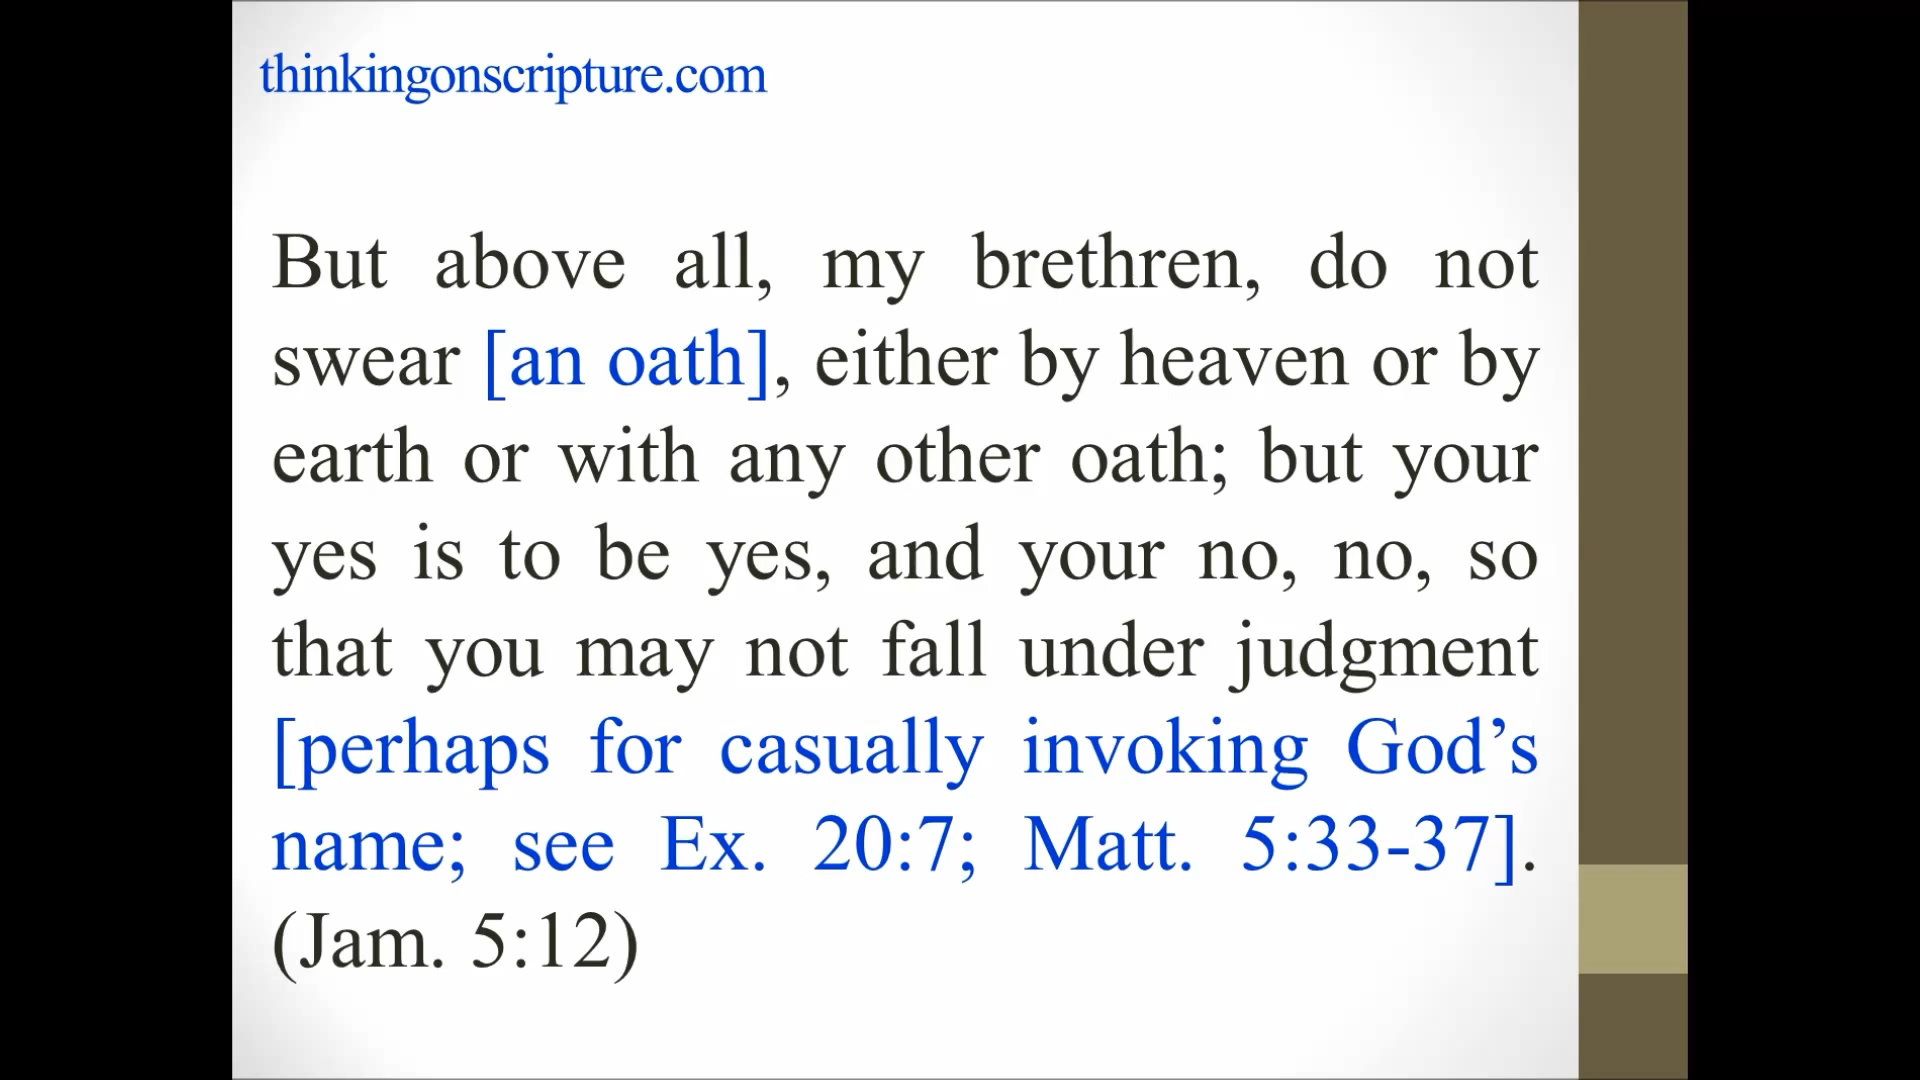 thinkingonscripture.com
But above all, my brethren, do not
swear [an oath], either by heaven or by
earth or with any other oath; but your
yes is to be yes, and your no, no, so
that you may not fall under judgment
[perhaps for casually invoking God’s
name; see Ex. 20:7; Matt. 5:33-37].
(Jam. 5:12)